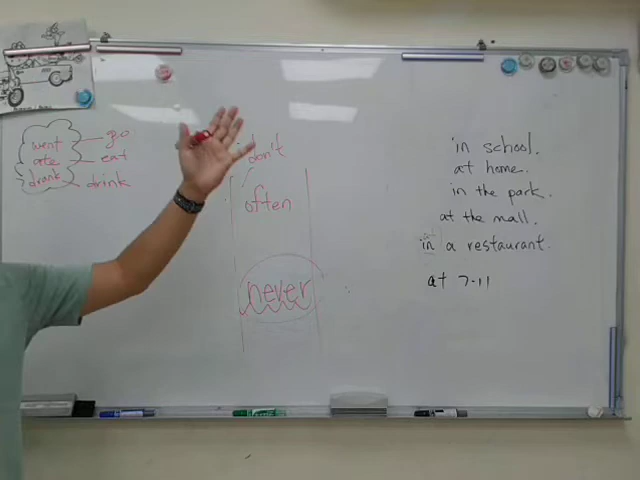 went go
ate eat
drank drink
don't
often
never
in school.
at home.
in the park.
at the mall.
in a restaurant.
at 7-11